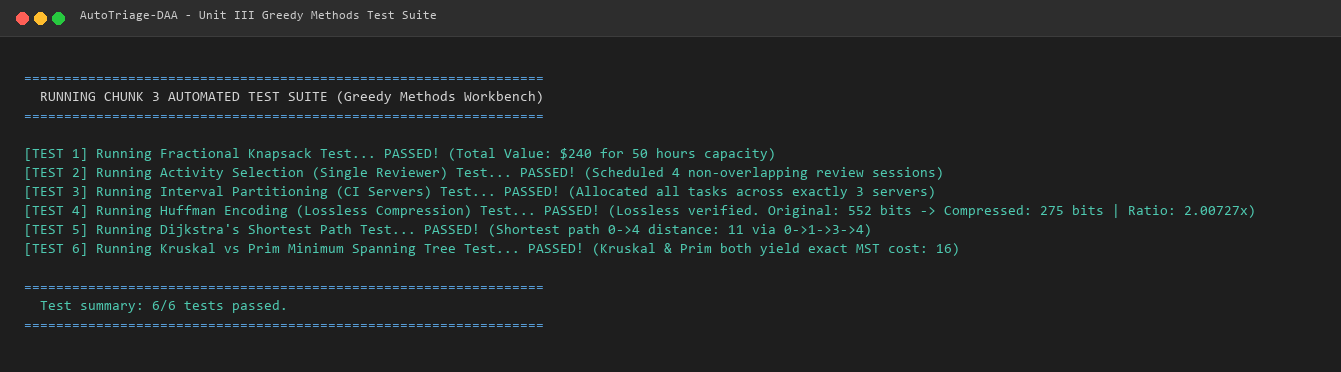 AutoTriage-DAA - Unit III Greedy Methods Test Suite
=================================================================
RUNNING CHUNK 3 AUTOMATED TEST SUITE (Greedy Methods Workbench)
=================================================================
[TEST 1] Running Fractional Knapsack Test... PASSED! (Total Value: $240 for 50 hours capacity)
[TEST 2] Running Activity Selection (Single Reviewer) Test... PASSED! (Scheduled 4 non-overlapping review sessions)
[TEST 3] Running Interval Partitioning (CI Servers) Test... PASSED! (Allocated all tasks across exactly 3 servers)
[TEST 4] Running Huffman Encoding (Lossless Compression) Test... PASSED! (Lossless verified. Original: 552 bits -> Compressed: 275 bits | Ratio: 2.00727x)
[TEST 5] Running Dijkstra's Shortest Path Test... PASSED! (Shortest path 0->4 distance: 11 via 0->1->3->4)
[TEST 6] Running Kruskal vs Prim Minimum Spanning Tree Test... PASSED! (Kruskal & Prim both yield exact MST cost: 16)
=================================================================
Test summary: 6/6 tests passed.
=================================================================